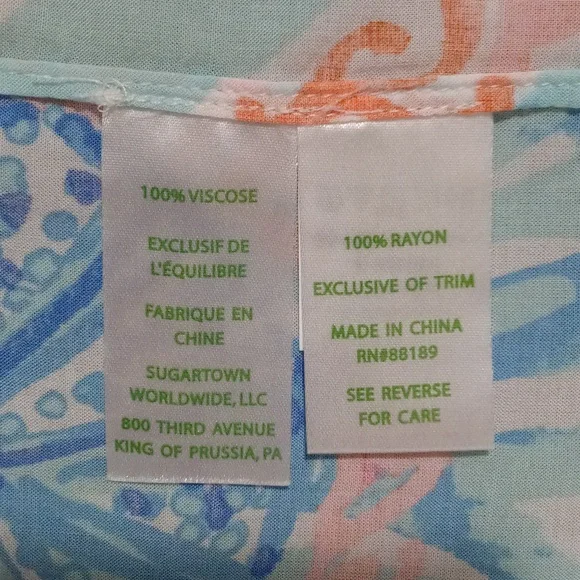 100% VISCOSE
EXCLUSIF DE
L'ÉQUILIBRE
FABRIQUE EN
CHINE
SUGARTOWN
WORLDWIDE, LLC
800 THIRD AVENUE
KING OF PRUSSIA, PA
100% RAYON
EXCLUSIVE OF TRIM
MADE IN CHINA
RN#88189
SEE REVERSE
FOR CARE